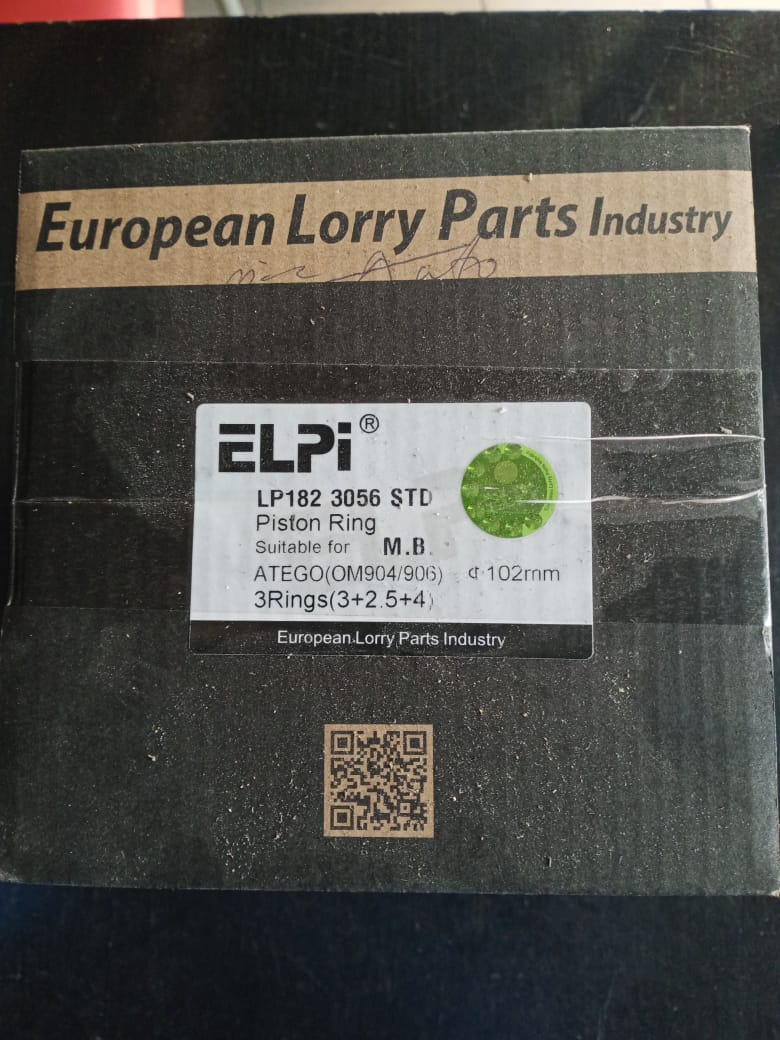 European Lorry Parts Industry
ELPi®
LP182 3056 STD
Piston Ring
Suitable for M.B.
ATEGO(OM904/906) ¢ 102mm
3Rings(3+2.5+4)
European Lorry Parts Industry